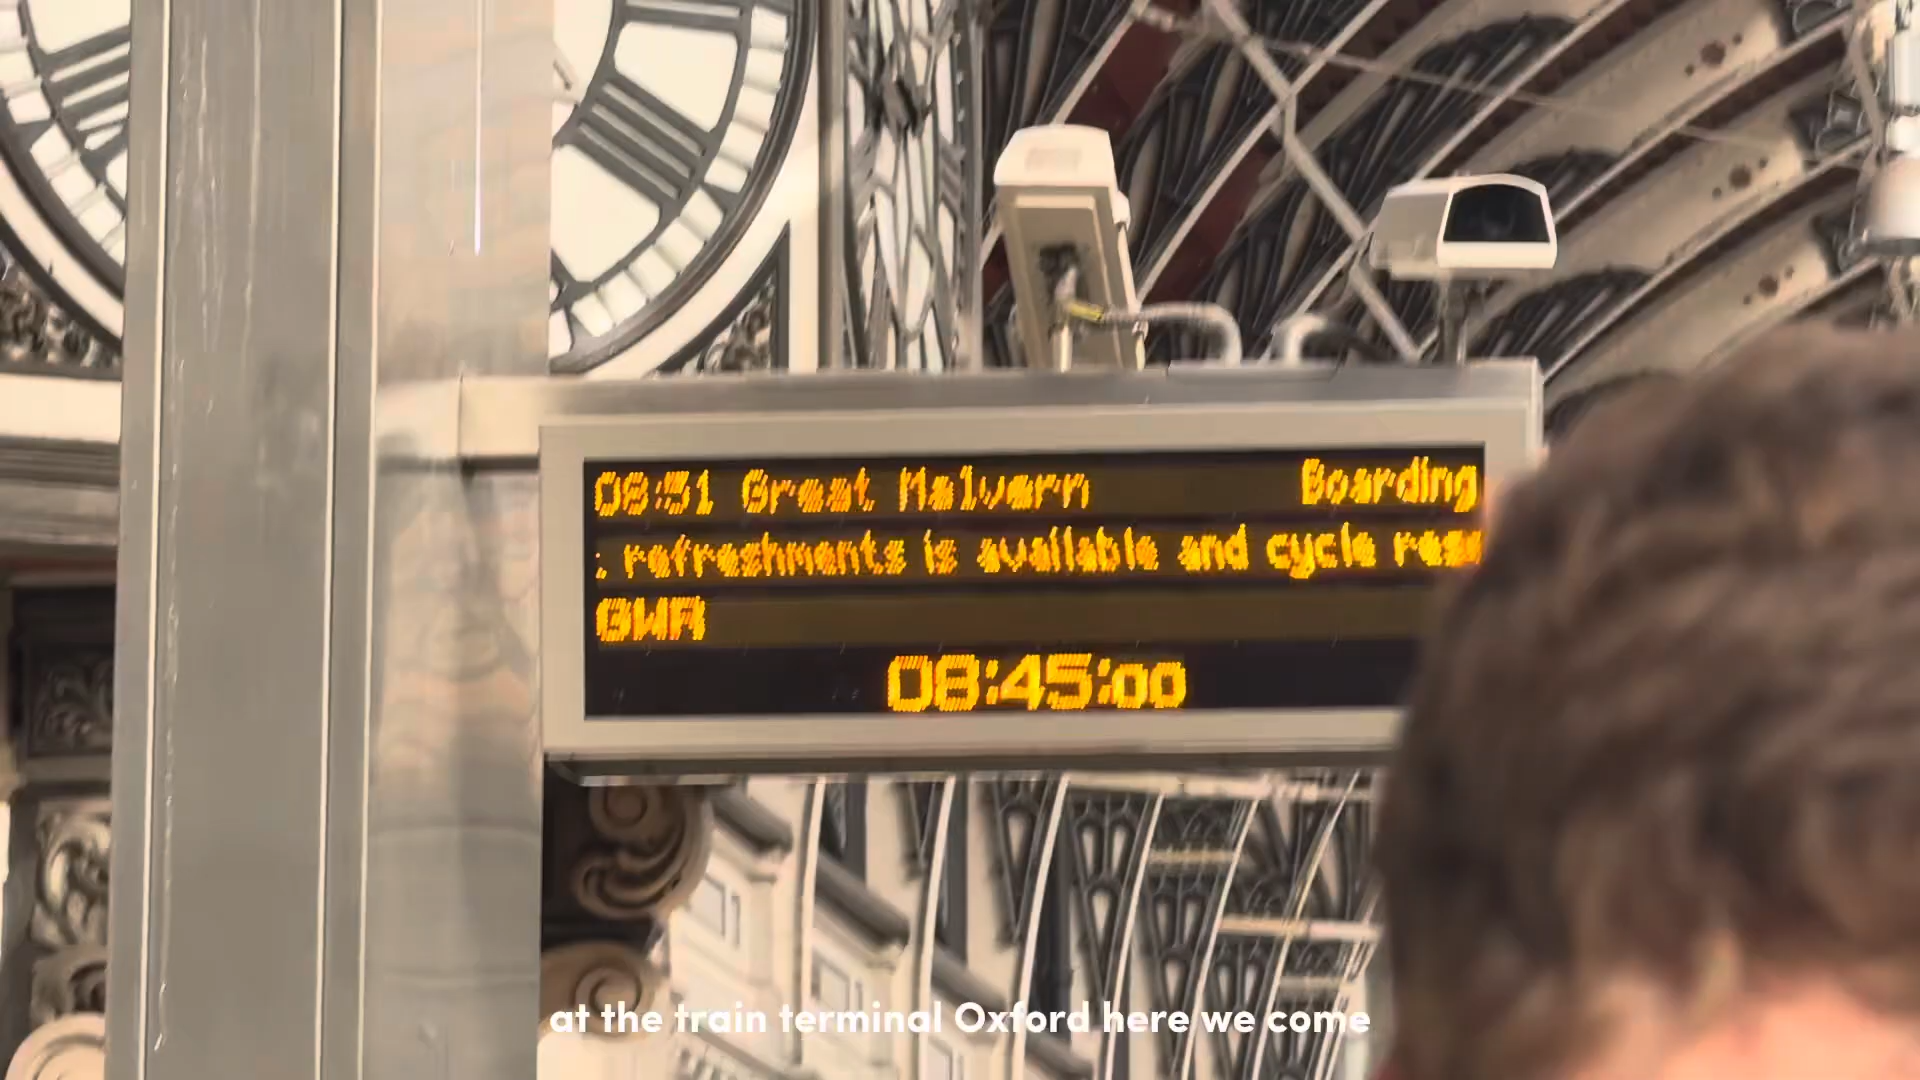 08:51 Great Malvern Boarding
: refreshments is available and cycle rese
GWR
08:45:00
at the train terminal Oxford here we come